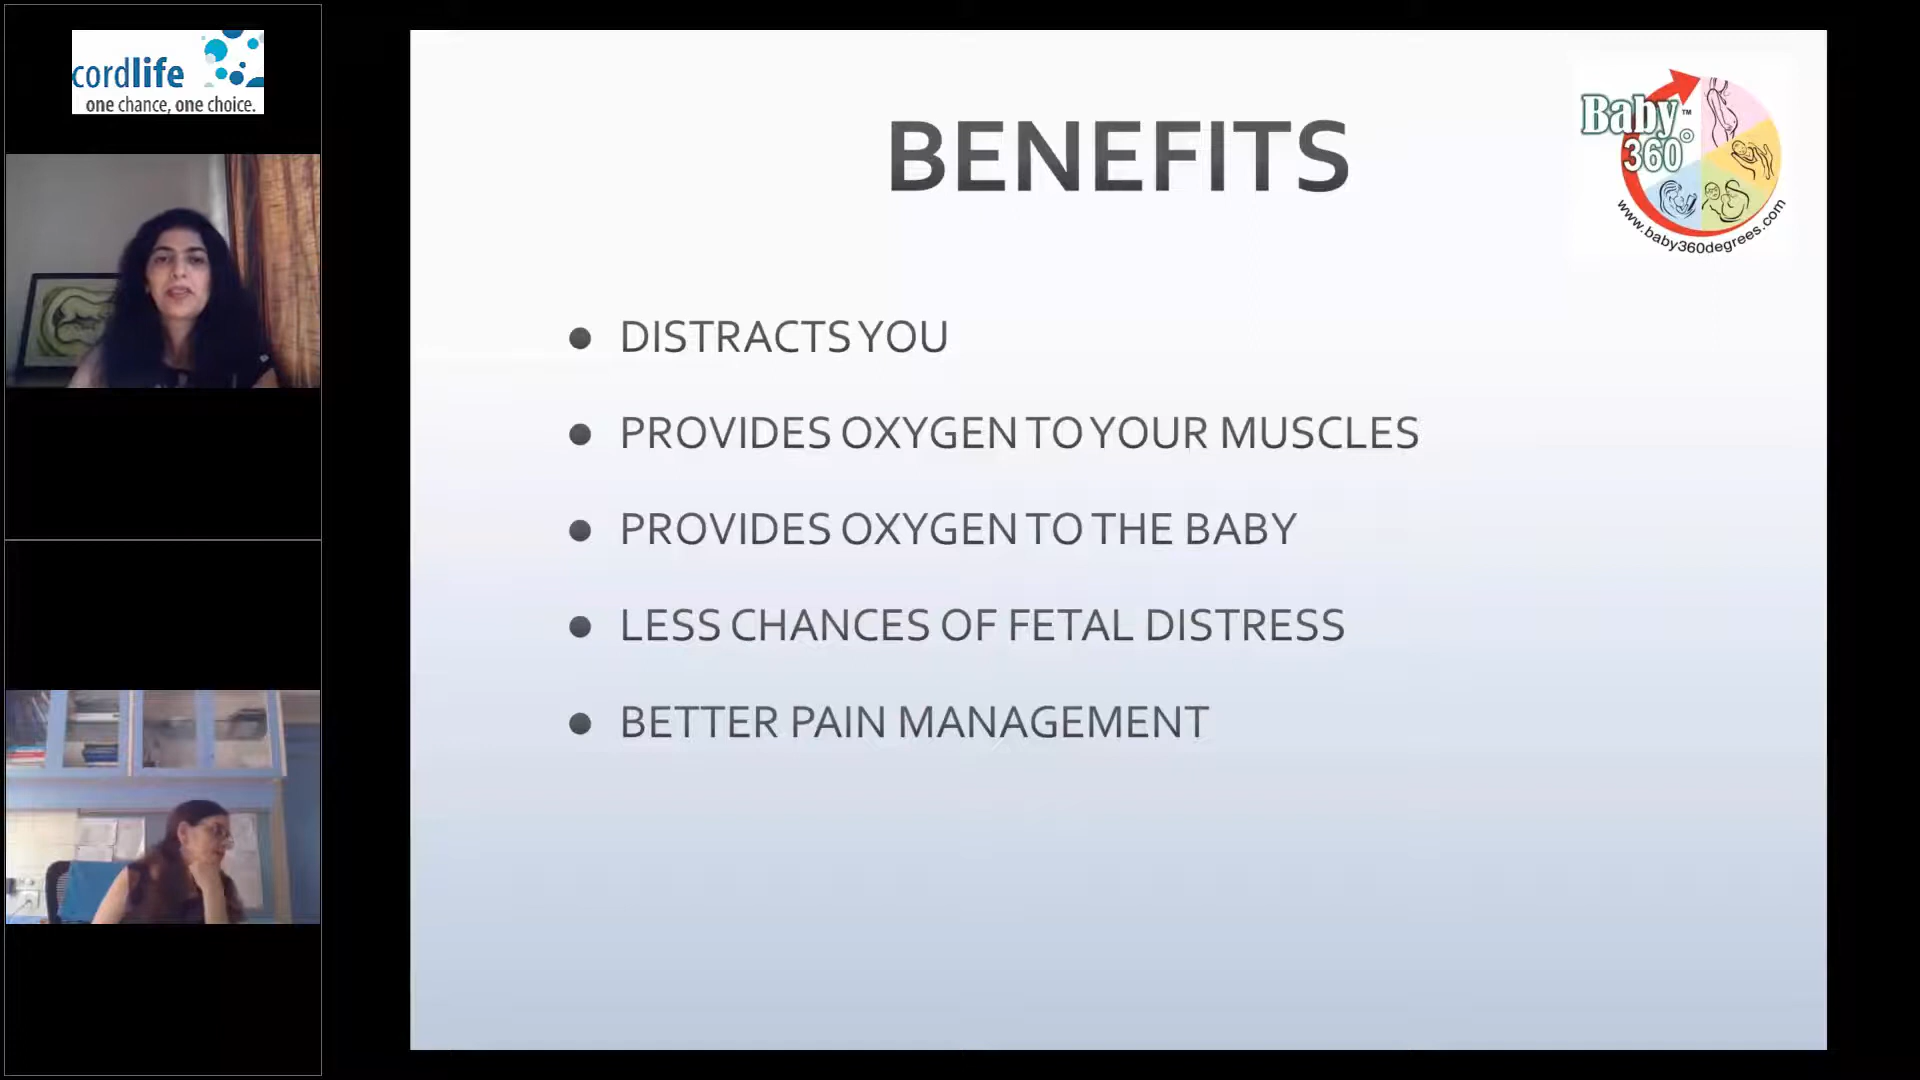 cordlife
one chance, one choice.
BENEFITS
Baby™
360°
www.baby360degrees.com
DISTRACTS YOU
PROVIDES OXYGEN TO YOUR MUSCLES
PROVIDES OXYGEN TO THE BABY
LESS CHANCES OF FETAL DISTRESS
BETTER PAIN MANAGEMENT